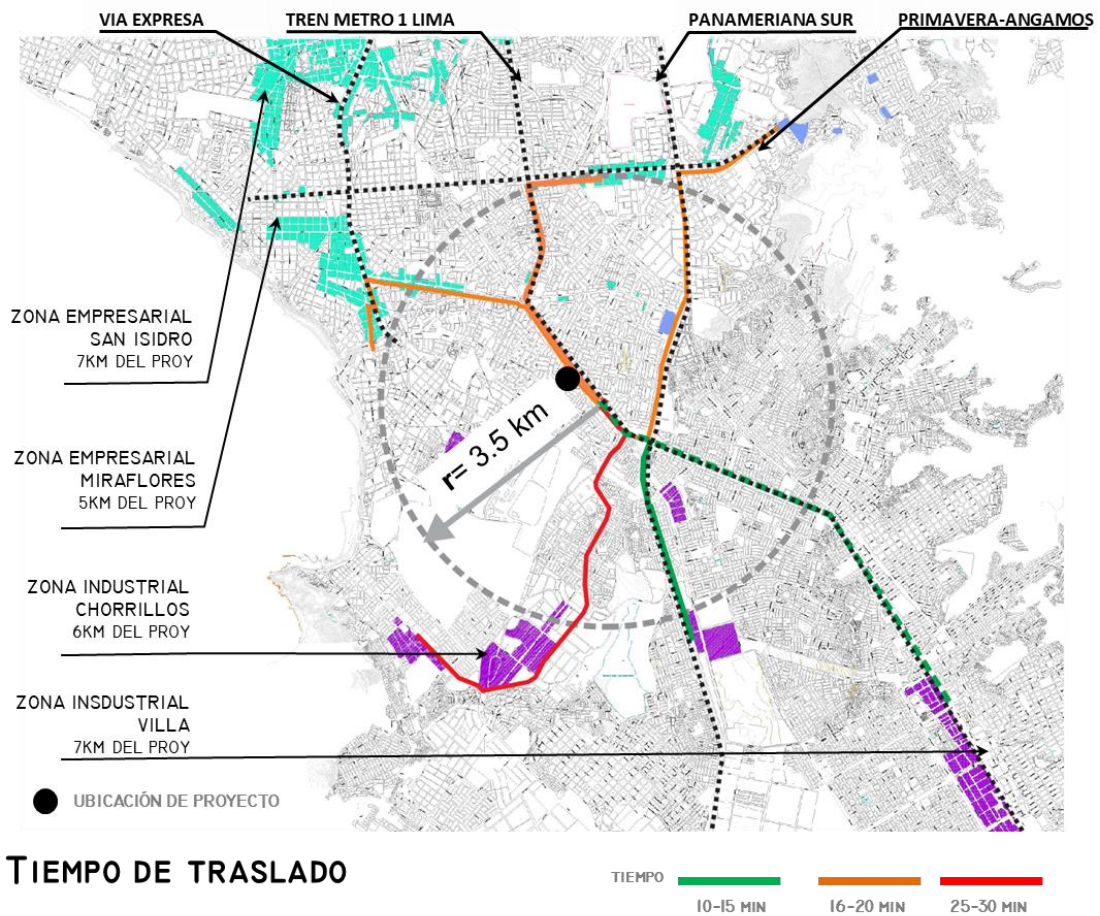 VIA EXPRESA
TREN METRO 1 LIMA
PANAMERIANA SUR
PRIMAVERA-ANGAMOS
ZONA EMPRESARIAL
SAN ISIDRO
7KM DEL PROY
ZONA EMPRESARIAL
MIRAFLORES
5KM DEL PROY
r= 3.5 km
ZONA INDUSTRIAL
CHORRILLOS
6KM DEL PROY
ZONA INSDUSTRIAL
VILLA
7KM DEL PROY
UBICACIÓN DE PROYECTO
TIEMPO DE TRASLADO
TIEMPO
10-15 MIN
16-20 MIN
25-30 MIN